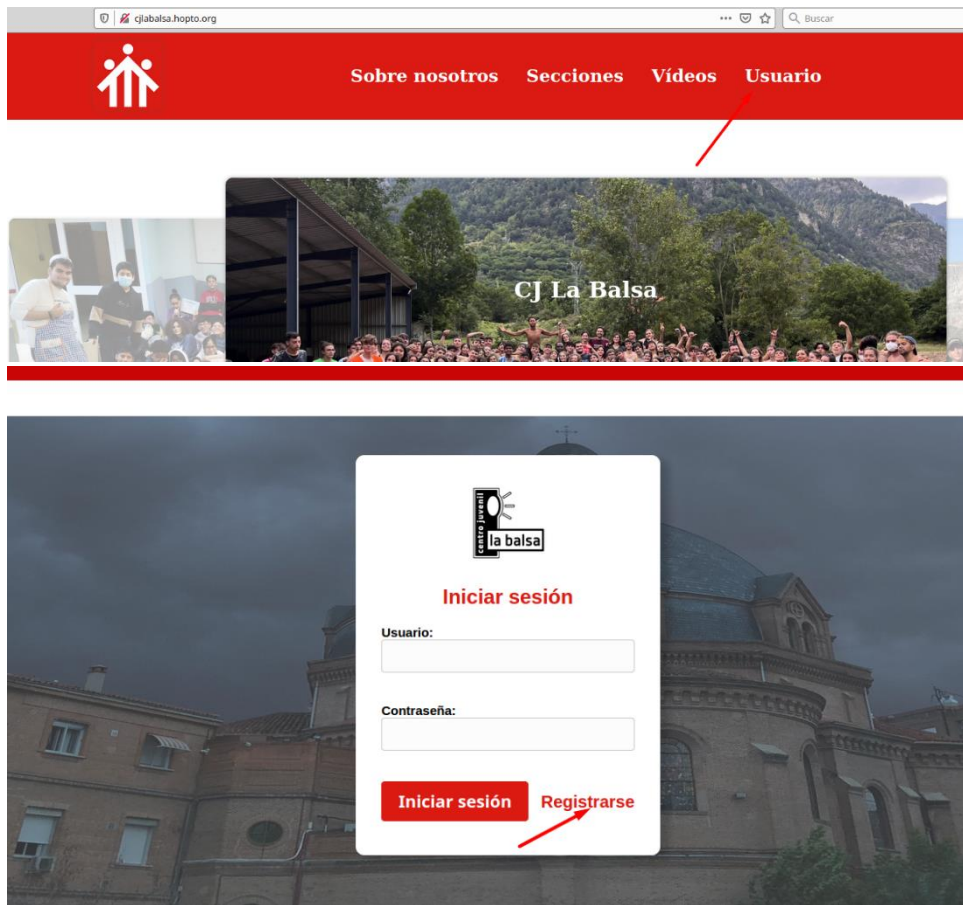 cjlabalsa.hopto.org
Buscar
Sobre nosotros Secciones Vídeos Usuario
CJ La Balsa
centro juvenil
la balsa
Iniciar sesión
Usuario:
Contraseña:
Iniciar sesión Registrarse